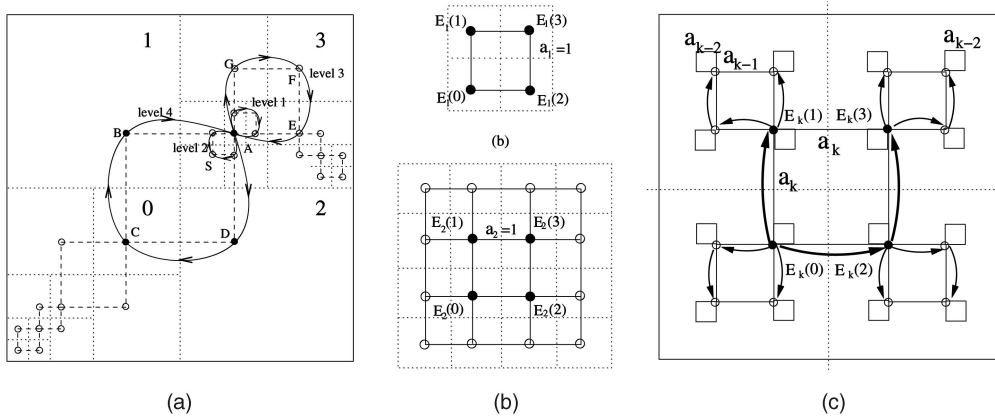 1
3
G
F
level 3
level 4
level 1
B
A
E
level 2
S
0
2
C
D
(a)
E₁(1)
E₁(3)
a₁=1
E₁(0)
E₁(2)
(b)
E₂(1)
E₂(3)
a₂=1
E₂(0)
E₂(2)
(b)
aₖ₋₂
aₖ₋₁
aₖ₋₂
Eₖ(1)
Eₖ(3)
aₖ
aₖ
Eₖ(0)
Eₖ(2)
(c)